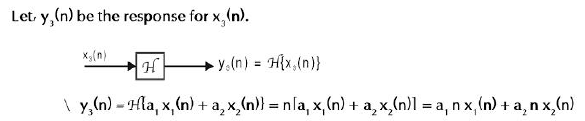 Let, y₃(n) be the response for x₃(n).
x₃(n)
ℋ
y₃(n) = ℋ{x₃(n)}
\ y₃(n) = ℋ{a₁ x₁(n) + a₂ x₂(n)} = n[a₁ x₁(n) + a₂ x₂(n)] = a₁ n x₁(n) + a₂ n x₂(n)